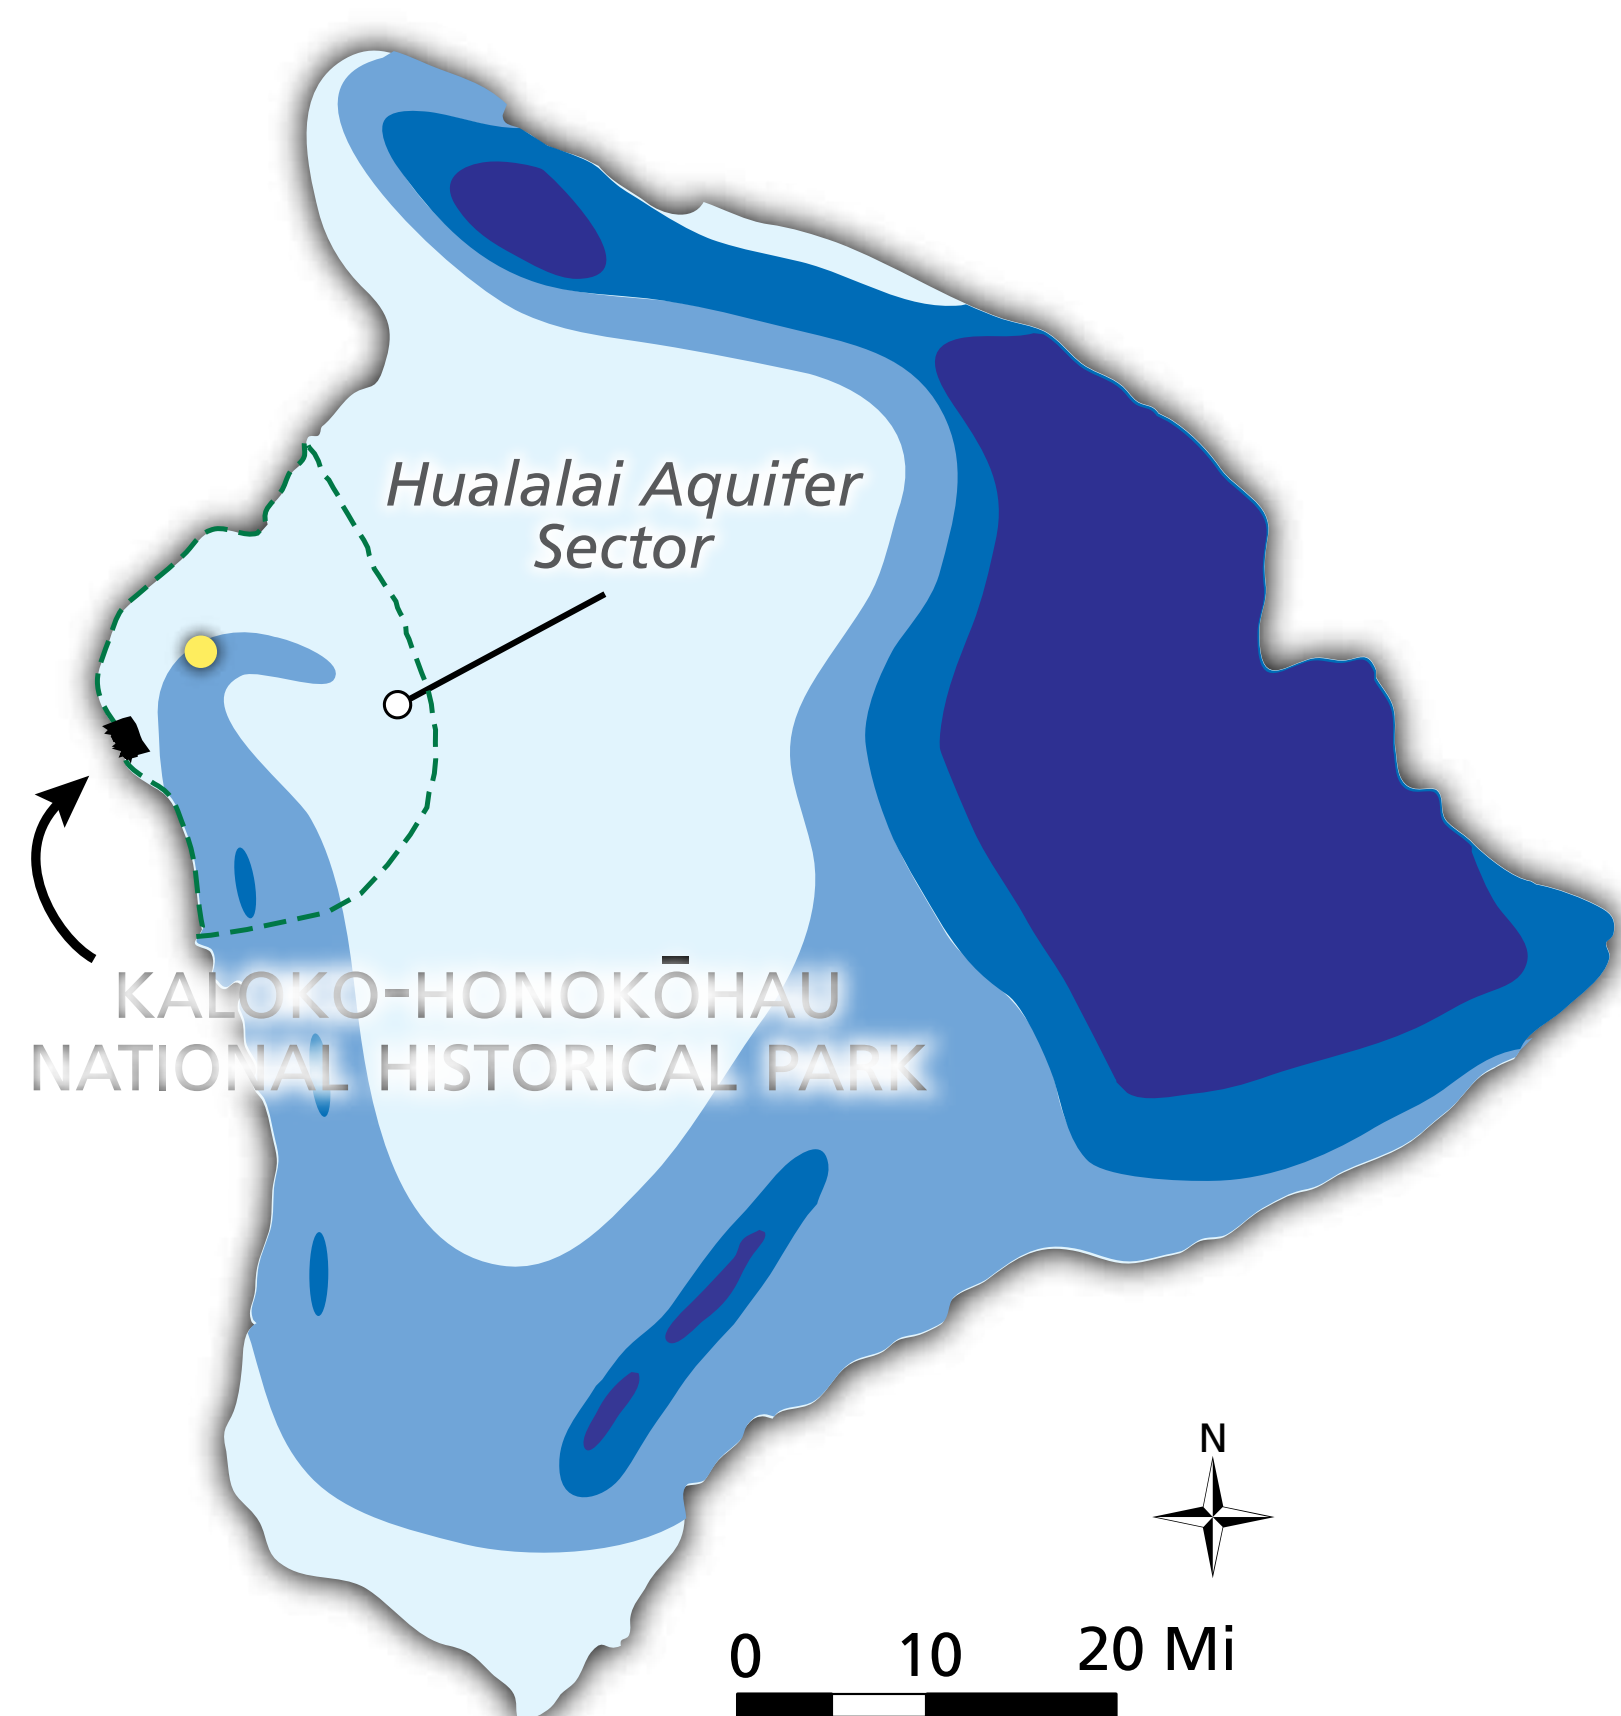 Hualalai Aquifer
Sector
KALOKO-HONOKŌHAU
NATIONAL HISTORICAL PARK
N
0 10 20 Mi